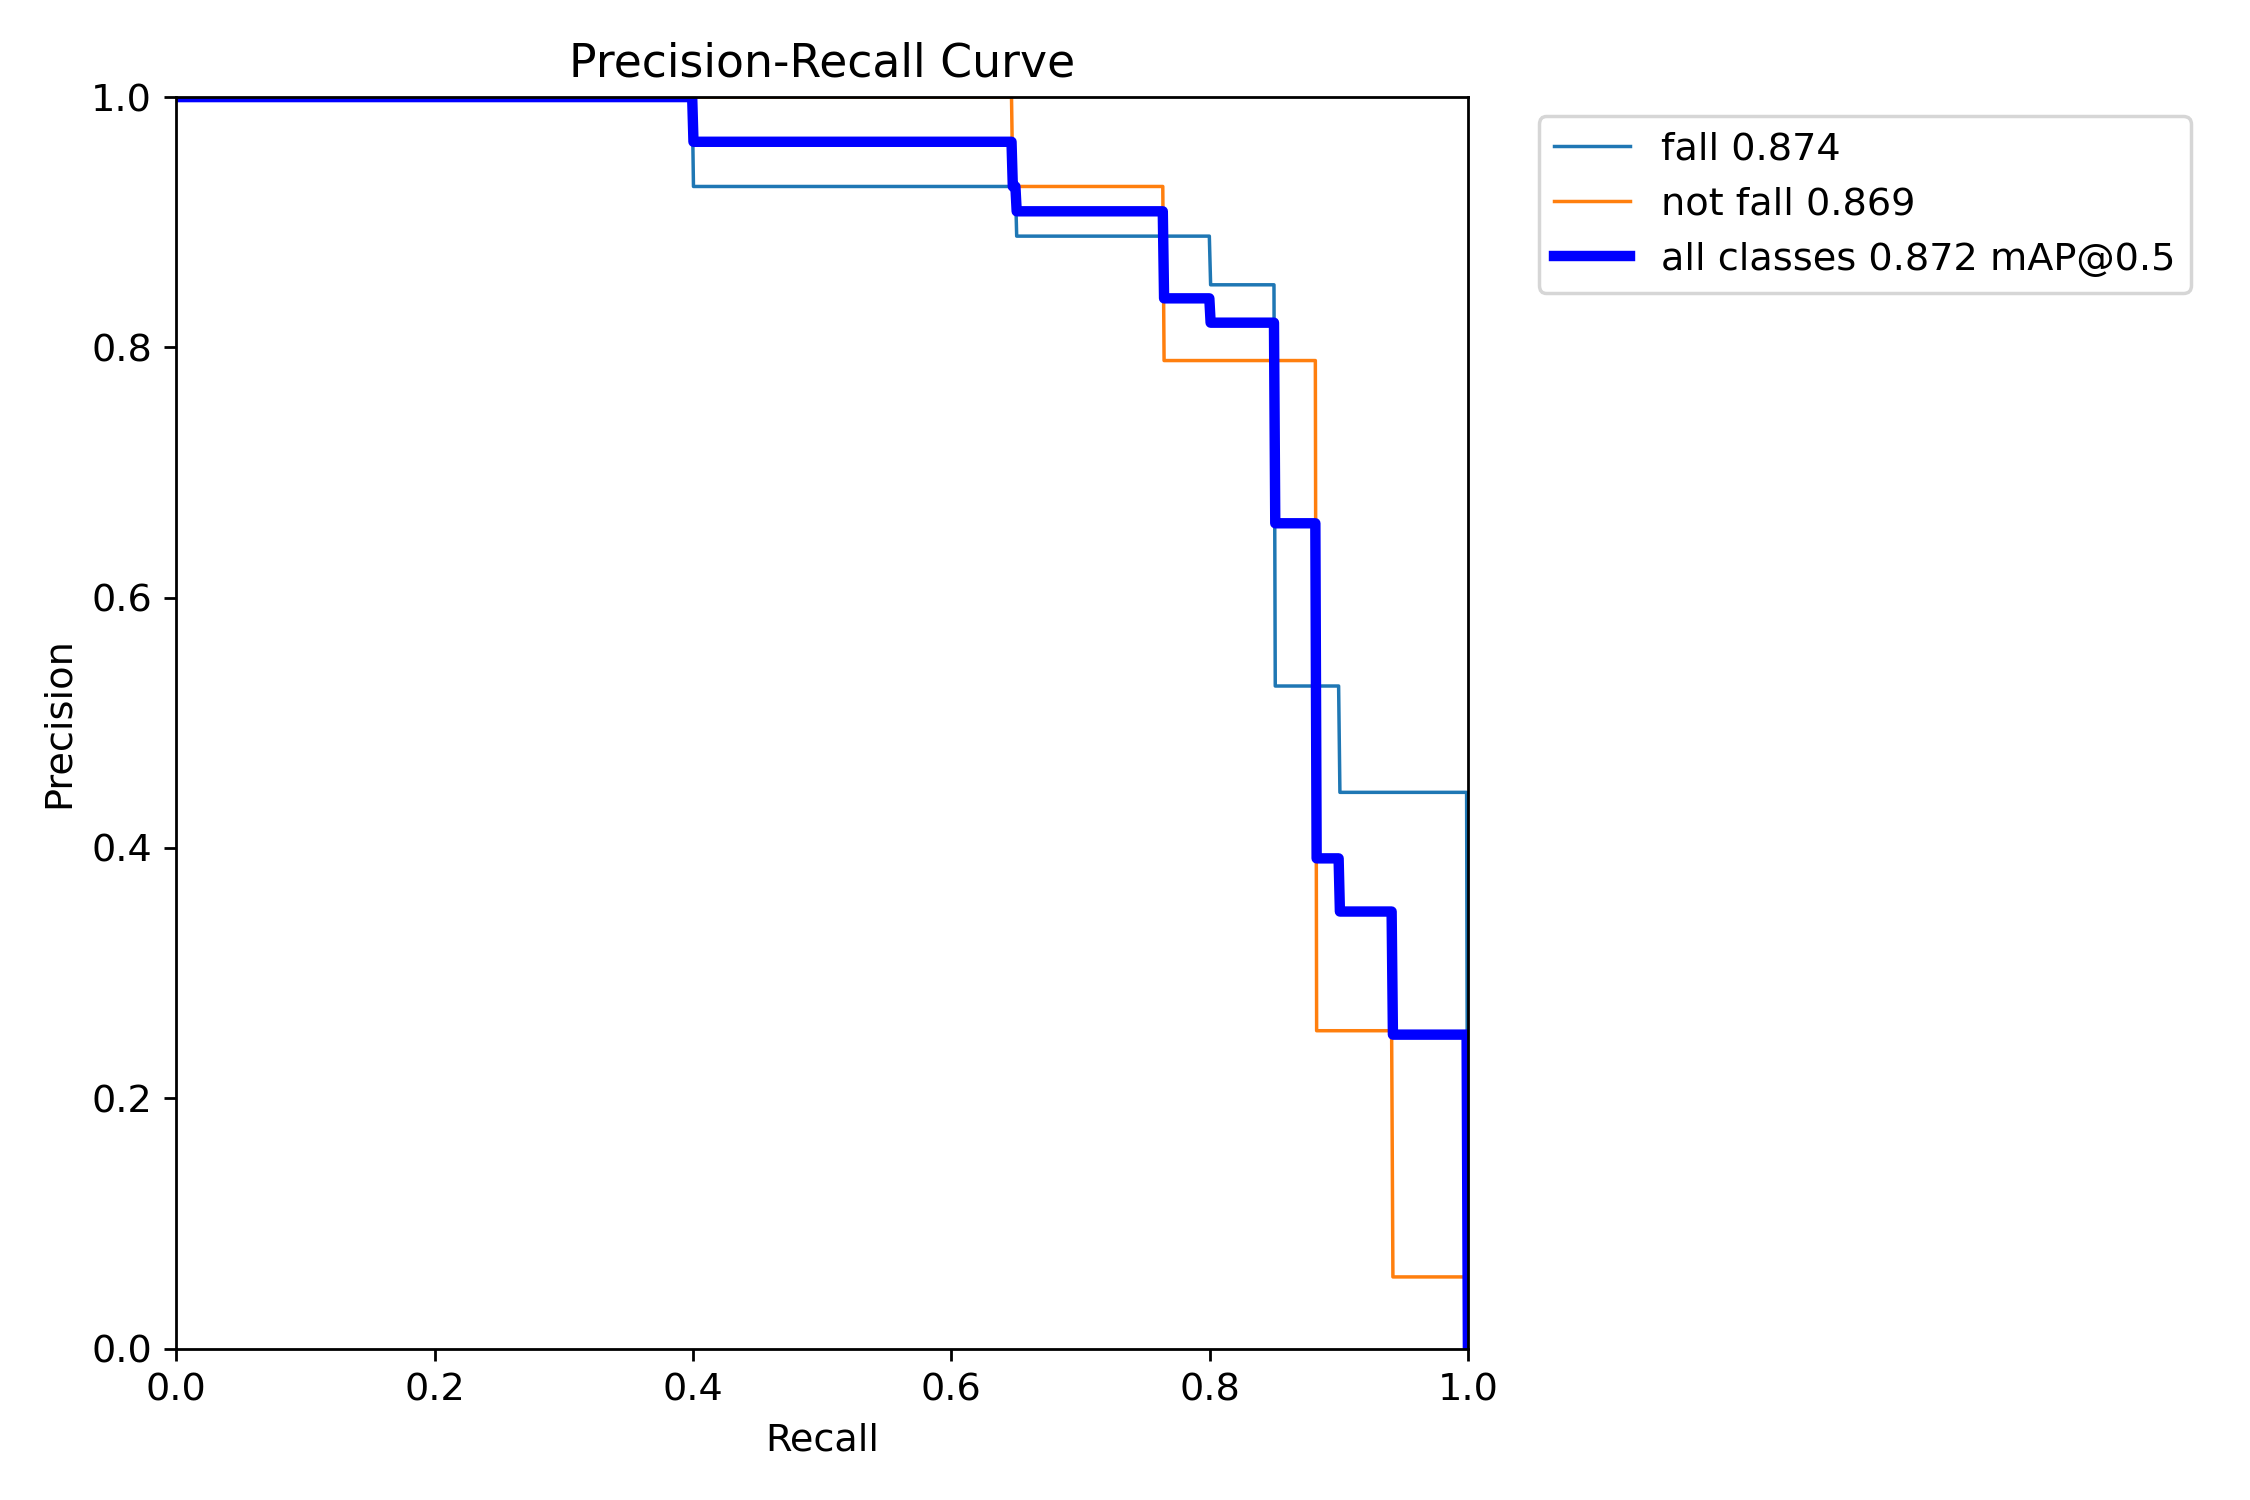 Precision-Recall Curve
1.0
0.8
0.6
0.4
0.2
0.0
Precision
0.0 0.2 0.4 0.6 0.8 1.0
Recall
fall 0.874
not fall 0.869
all classes 0.872 mAP@0.5